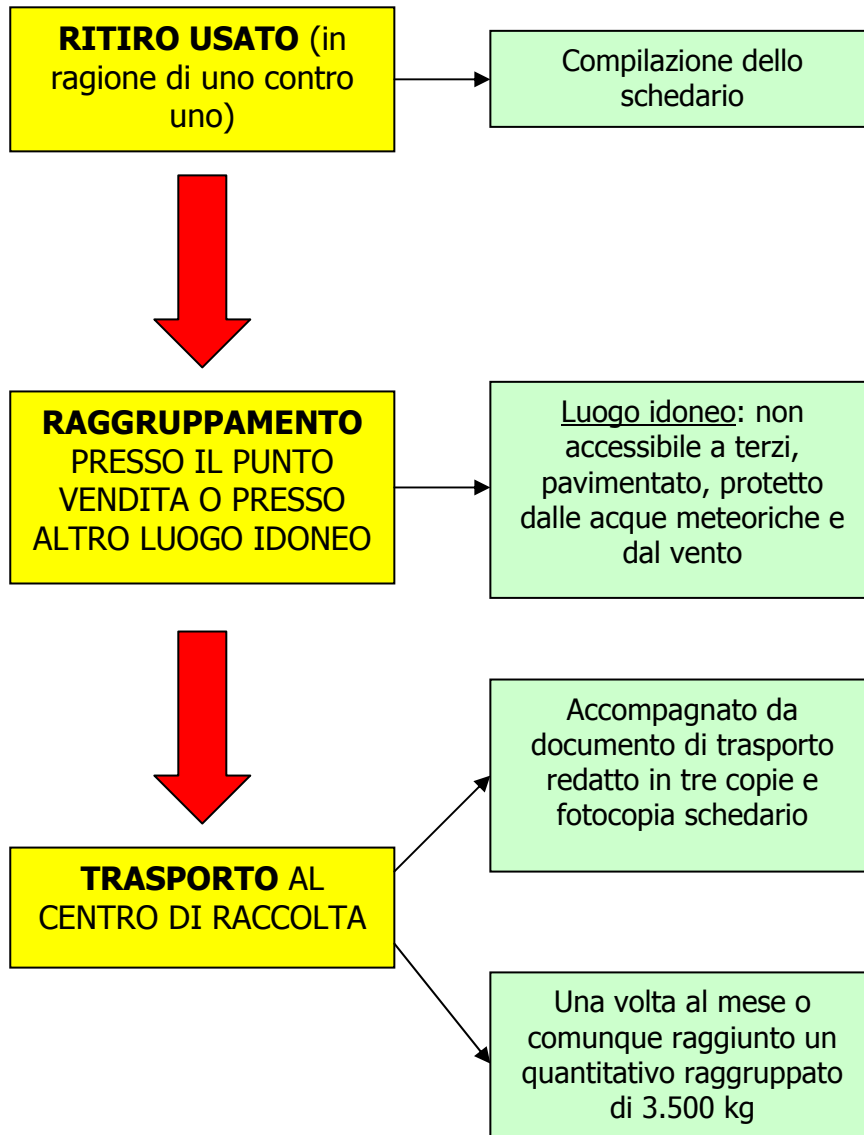 RITIRO USATO (in
ragione di uno contro
uno)
Compilazione dello
schedario
RAGGRUPPAMENTO
PRESSO IL PUNTO
VENDITA O PRESSO
ALTRO LUOGO IDONEO
Luogo idoneo: non
accessibile a terzi,
pavimentato, protetto
dalle acque meteoriche e
dal vento
Accompagnato da
documento di trasporto
redatto in tre copie e
fotocopia schedario
TRASPORTO AL
CENTRO DI RACCOLTA
Una volta al mese o
comunque raggiunto un
quantitativo raggruppato
di 3.500 kg